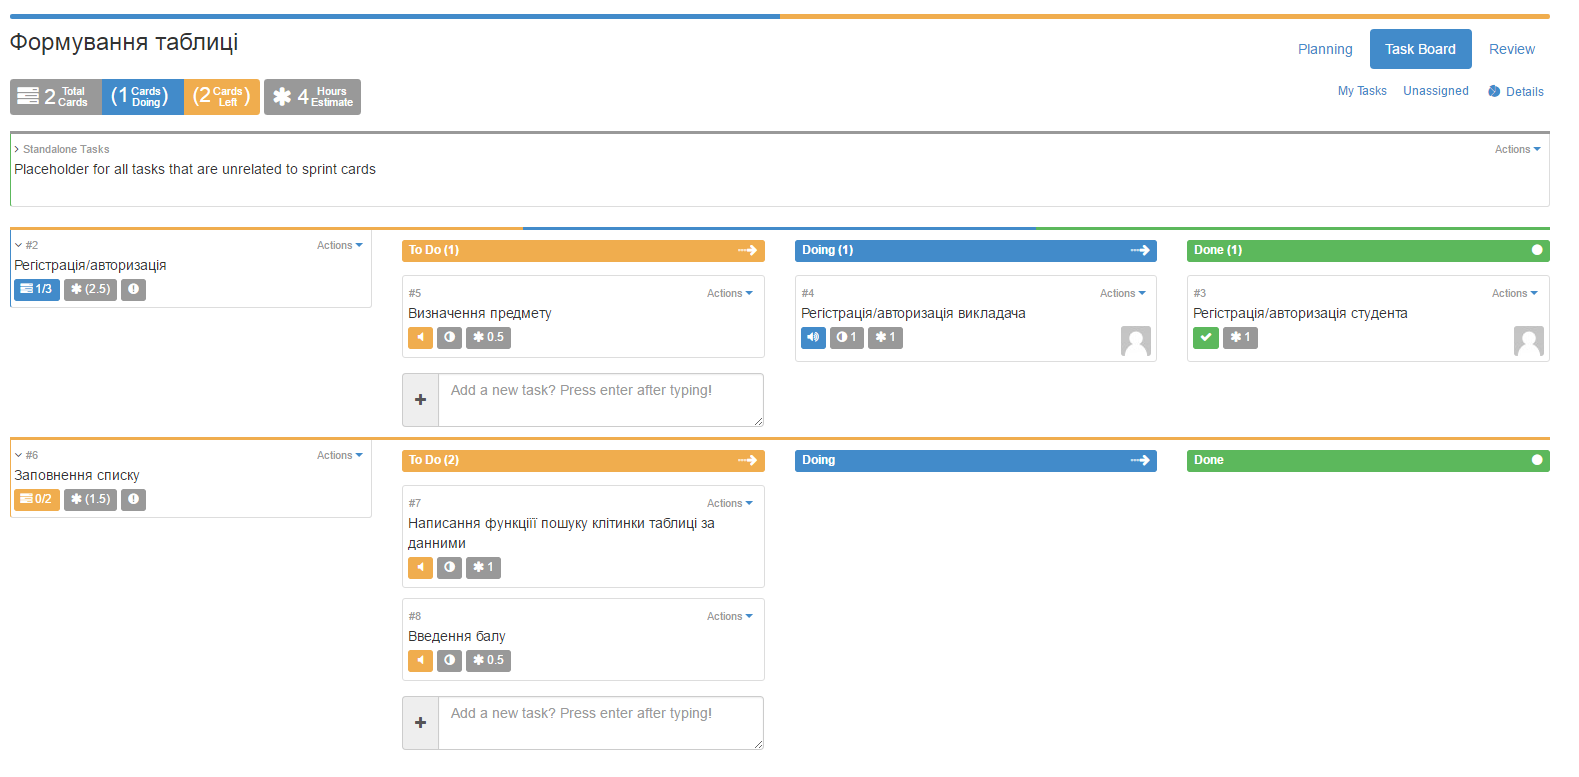 Формування таблиці
Planning
Task Board
Review
2 Total Cards
(1 Cards Doing)
(2 Cards Left)
4 Hours Estimate
My Tasks
Unassigned
Details
Standalone Tasks
Actions
Placeholder for all tasks that are unrelated to sprint cards
#2
Actions
Регістрація/авторизація
1/3
(2.5)
To Do (1)
Doing (1)
Done (1)
#5
Actions
Визначення предмету
0.5
#4
Actions
Регістрація/авторизація викладача
1
1
#3
Actions
Регістрація/авторизація студента
1
Add a new task? Press enter after typing!
#6
Actions
Заповнення списку
0/2
(1.5)
To Do (2)
Doing
Done
#7
Actions
Написання функціїї пошуку клітинки таблиці за
данними
1
#8
Actions
Введення балу
0.5
Add a new task? Press enter after typing!